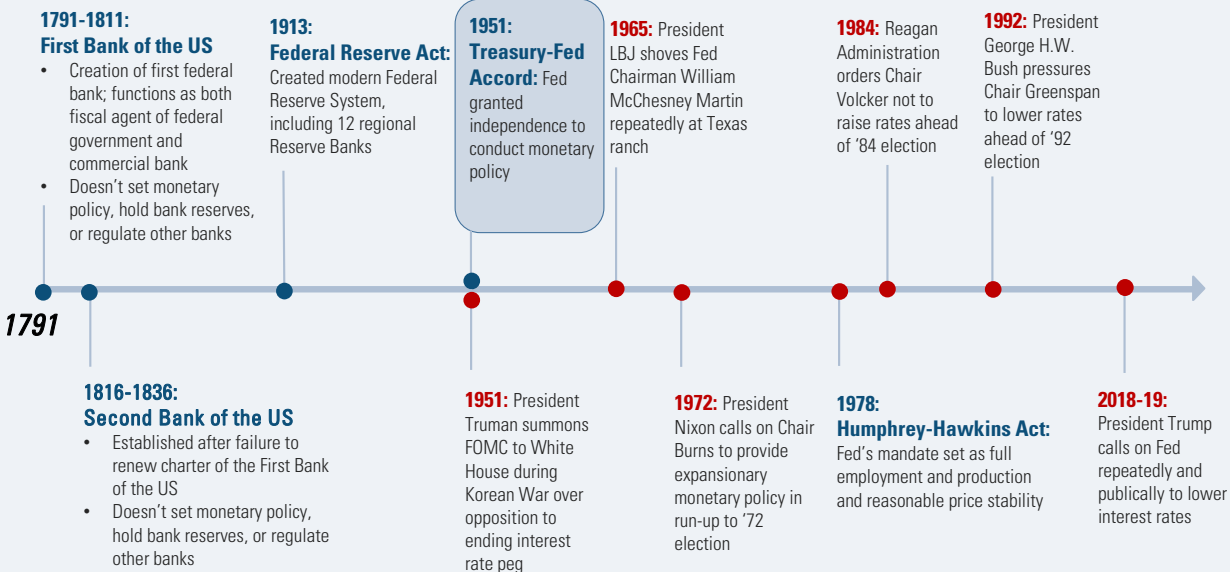 1791-1811:
First Bank of the US
• Creation of first federal
bank; functions as both
fiscal agent of federal
government and
commercial bank
• Doesn't set monetary
policy, hold bank reserves,
or regulate other banks
1913:
Federal Reserve Act:
Created modern Federal
Reserve System,
including 12 regional
Reserve Banks
1951:
Treasury-Fed
Accord: Fed
granted
independence to
conduct monetary
policy
1965: President
LBJ shoves Fed
Chairman William
McChesney Martin
repeatedly at Texas
ranch
1984: Reagan
Administration
orders Chair
Volcker not to
raise rates ahead
of '84 election
1992: President
George H.W.
Bush pressures
Chair Greenspan
to lower rates
ahead of '92
election
1791
1816-1836:
Second Bank of the US
• Established after failure to
renew charter of the First Bank
of the US
• Doesn't set monetary policy,
hold bank reserves, or regulate
other banks
1951: President
Truman summons
FOMC to White
House during
Korean War over
opposition to
ending interest
rate peg
1972: President
Nixon calls on Chair
Burns to provide
expansionary
monetary policy in
run-up to '72
election
1978:
Humphrey-Hawkins Act:
Fed's mandate set as full
employment and production
and reasonable price stability
2018-19:
President Trump
calls on Fed
repeatedly and
publically to lower
interest rates